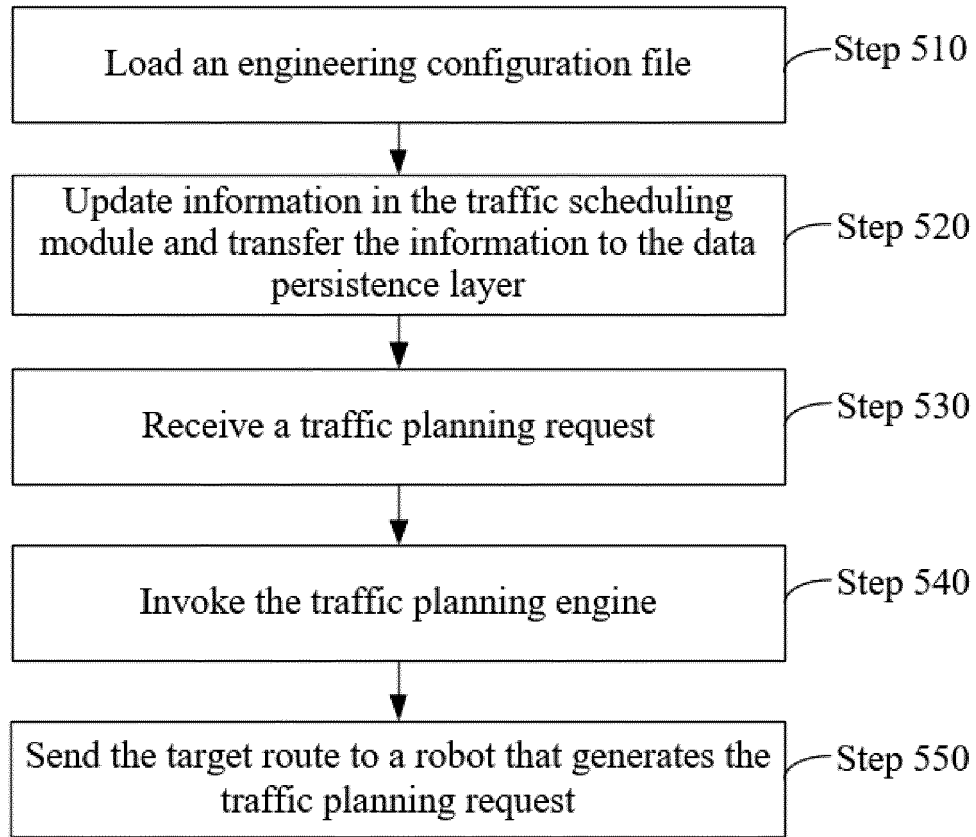 Load an engineering configuration file
Step 510
Update information in the traffic scheduling
module and transfer the information to the data
persistence layer
Step 520
Receive a traffic planning request
Step 530
Invoke the traffic planning engine
Step 540
Send the target route to a robot that generates the
traffic planning request
Step 550